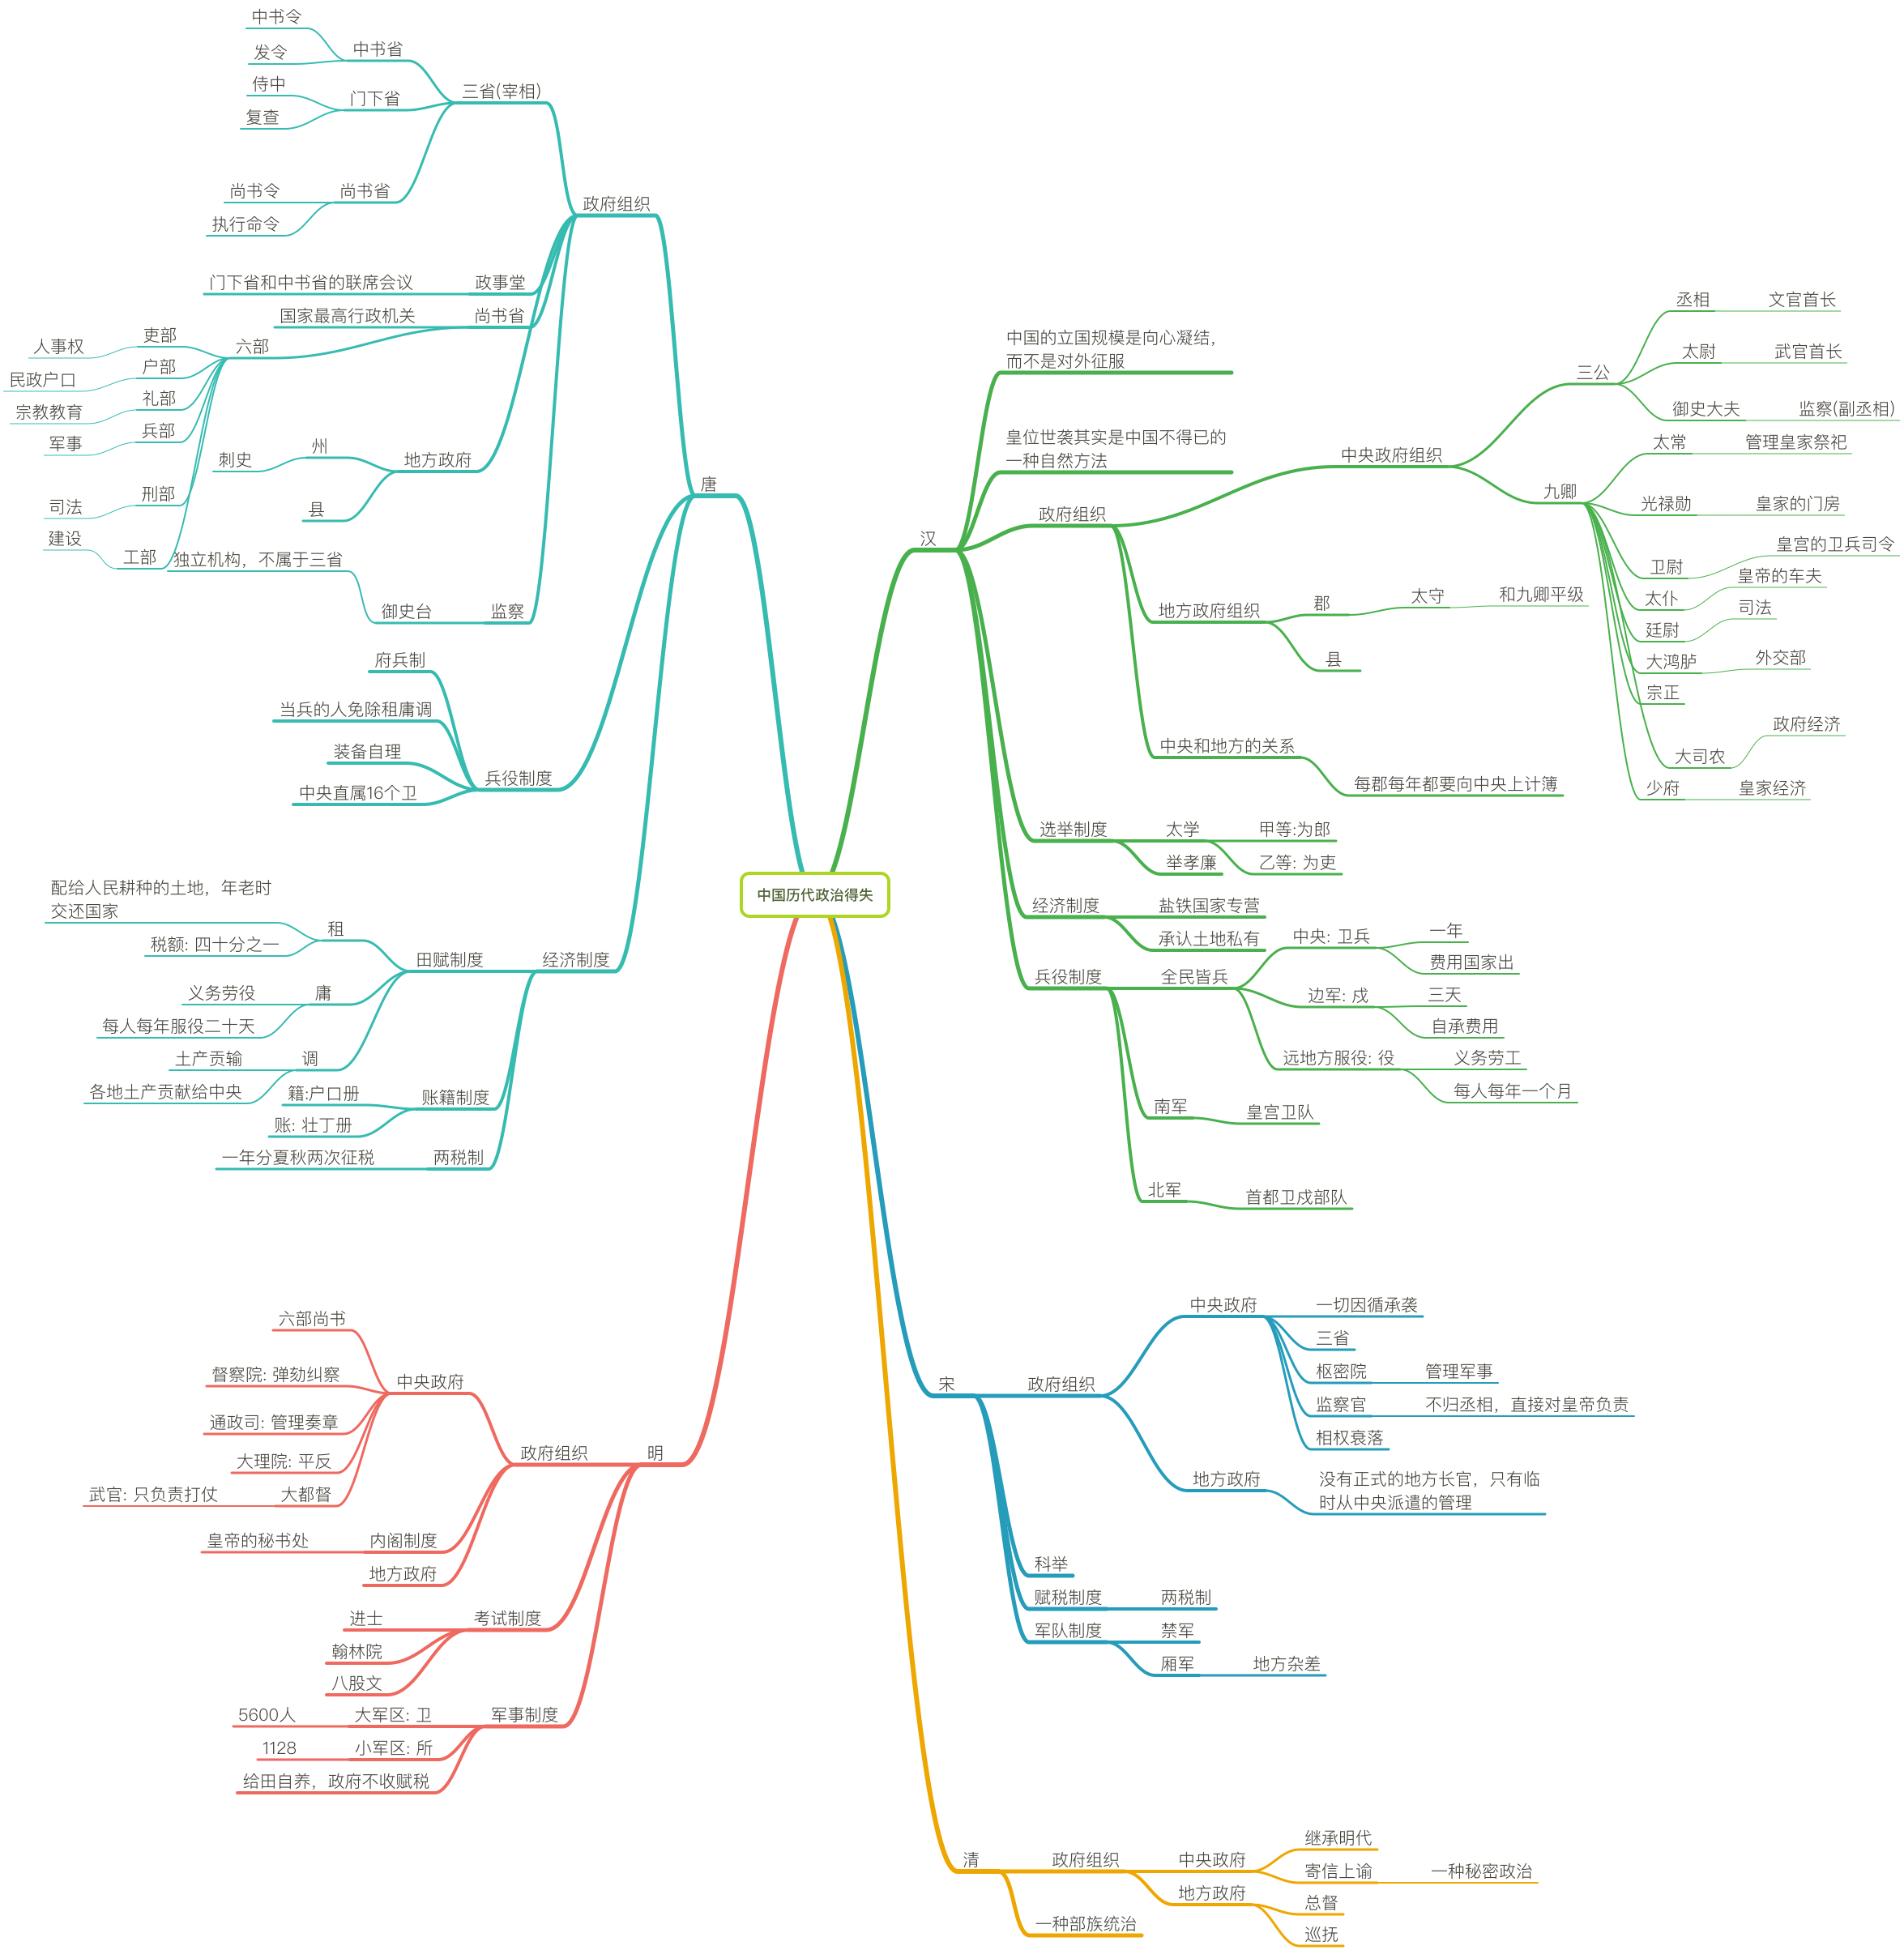 中国历代政治得失
汉
中国的立国规模是向心凝结，
而不是对外征服
皇位世袭其实是中国不得已的
一种自然方法
政府组织
中央政府组织
三公
丞相
文官首长
太尉
武官首长
御史大夫
监察(副丞相)
九卿
太常
管理皇家祭祀
光禄勋
皇家的门房
卫尉
皇宫的卫兵司令
太仆
皇帝的车夫
廷尉
司法
大鸿胪
外交部
宗正
大司农
政府经济
少府
皇家经济
地方政府组织
郡
太守
和九卿平级
县
中央和地方的关系
每郡每年都要向中央上计簿
选举制度
太学
甲等:为郎
乙等: 为吏
举孝廉
经济制度
盐铁国家专营
承认土地私有
兵役制度
全民皆兵
中央: 卫兵
一年
费用国家出
边军: 戍
三天
自承费用
远地方服役: 役
义务劳工
每人每年一个月
南军
皇宫卫队
北军
首都卫戍部队
唐
政府组织
三省(宰相)
中书省
中书令
发令
门下省
侍中
复查
尚书省
尚书令
执行命令
政事堂
门下省和中书省的联席会议
尚书省
国家最高行政机关
六部
吏部
人事权
户部
民政户口
礼部
宗教教育
兵部
军事
刑部
司法
工部
建设
地方政府
州
刺史
县
监察
御史台
独立机构，不属于三省
兵役制度
府兵制
当兵的人免除租庸调
装备自理
中央直属16个卫
经济制度
田赋制度
租
配给人民耕种的土地，年老时
交还国家
税额: 四十分之一
庸
义务劳役
每人每年服役二十天
调
土产贡输
各地土产贡献给中央
账籍制度
籍:户口册
账: 壮丁册
两税制
一年分夏秋两次征税
宋
政府组织
中央政府
一切因循承袭
三省
枢密院
管理军事
监察官
不归丞相，直接对皇帝负责
相权衰落
地方政府
没有正式的地方长官，只有临
时从中央派遣的管理
科举
赋税制度
两税制
军队制度
禁军
厢军
地方杂差
明
政府组织
中央政府
六部尚书
督察院: 弹劾纠察
通政司: 管理奏章
大理院: 平反
大都督
武官: 只负责打仗
内阁制度
皇帝的秘书处
地方政府
考试制度
进士
翰林院
八股文
军事制度
大军区: 卫
5600人
小军区: 所
1128
给田自养，政府不收赋税
清
政府组织
中央政府
继承明代
寄信上谕
一种秘密政治
地方政府
总督
巡抚
一种部族统治